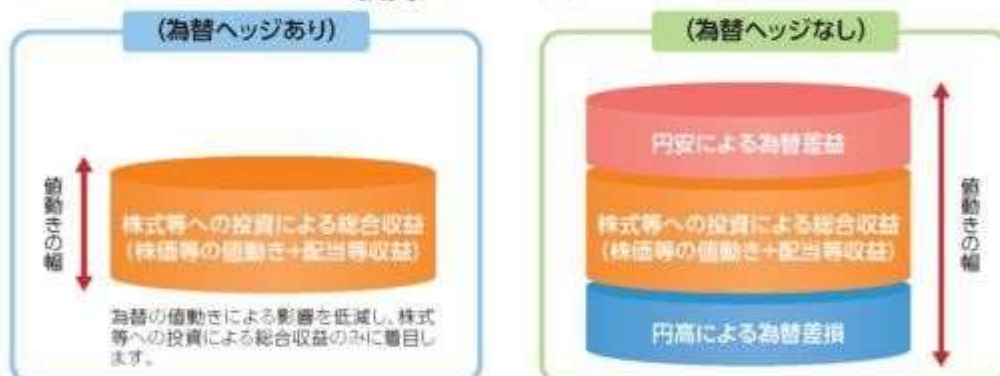 (為替ヘッジあり)
値動きの幅
株式等への投資による総合収益
(株価等の値動き+配当等収益)
為替の値動きによる影響を低減し、株式
等への投資による総合収益のみに着目し
ます。
(為替ヘッジなし)
円安による為替差益
株式等への投資による総合収益
(株価等の値動き+配当等収益)
円高による為替差損
値動きの幅